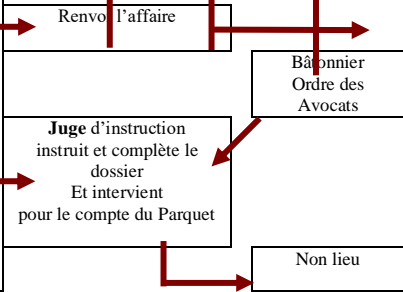 Renvoi l'affaire
Bâtonnier
Ordre des
Avocats
Juge d'instruction
instruit et complète le
dossier
Et intervient
pour le compte du Parquet
Non lieu